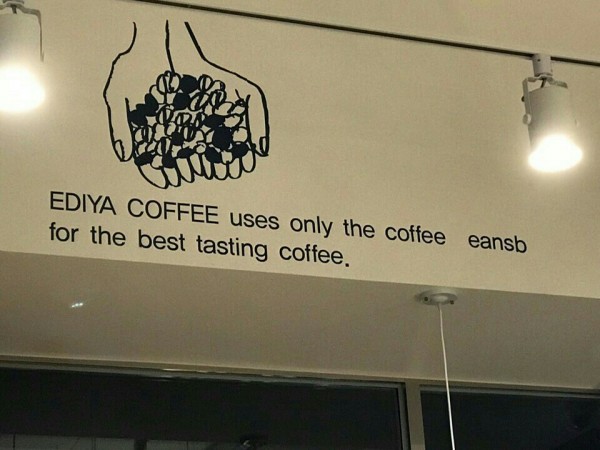 EDIYA COFFEE uses only the coffee eansb
for the best tasting coffee.